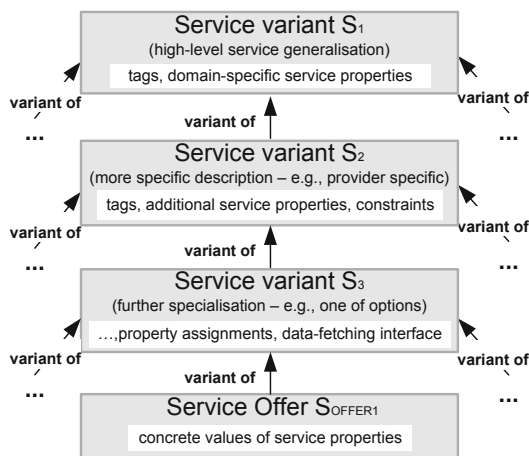 Service variant S1
(high-level service generalisation)
tags, domain-specific service properties
variant of
variant of
variant of
...
...
Service variant S2
(more specific description – e.g., provider specific)
tags, additional service properties, constraints
variant of
variant of
variant of
...
...
Service variant S3
(further specialisation – e.g., one of options)
...,property assignments, data-fetching interface
variant of
variant of
variant of
...
...
Service Offer SOFFER1
concrete values of service properties